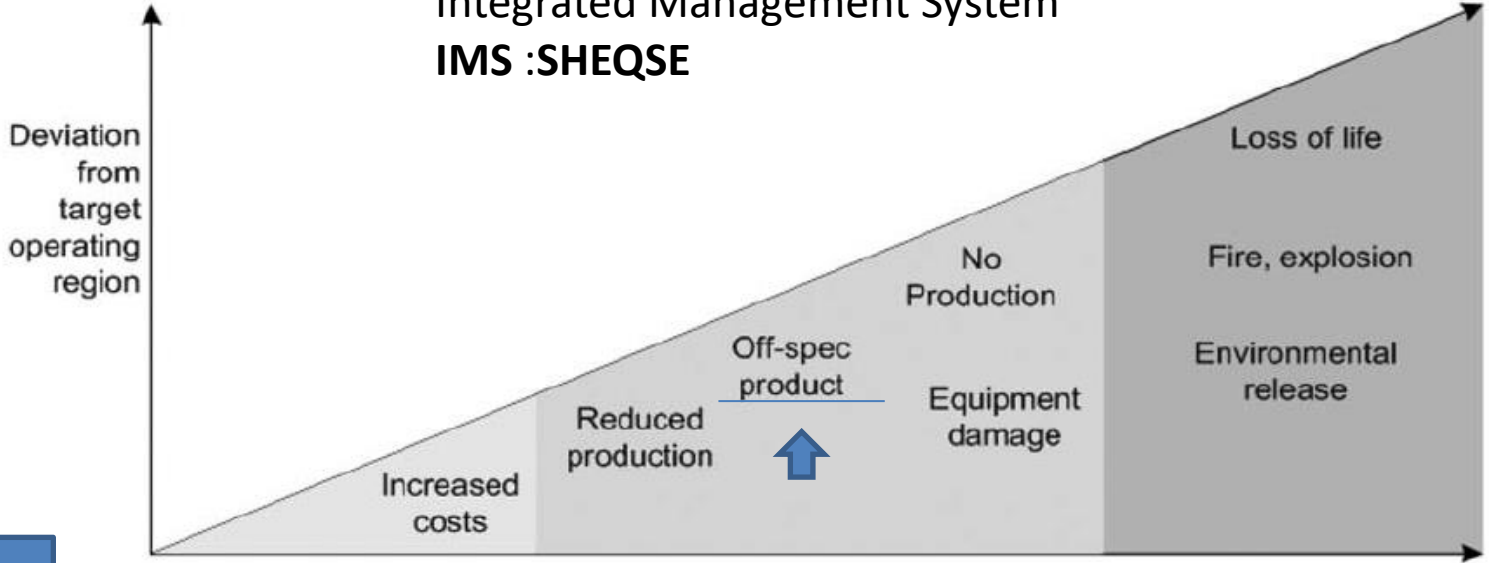 Integrated Management System
IMS :SHEQSE
Deviation
from
target
operating
region
Loss of life
Fire, explosion
Environmental
release
No
Production
Off-spec
product
Equipment
damage
Reduced
production
Increased
costs